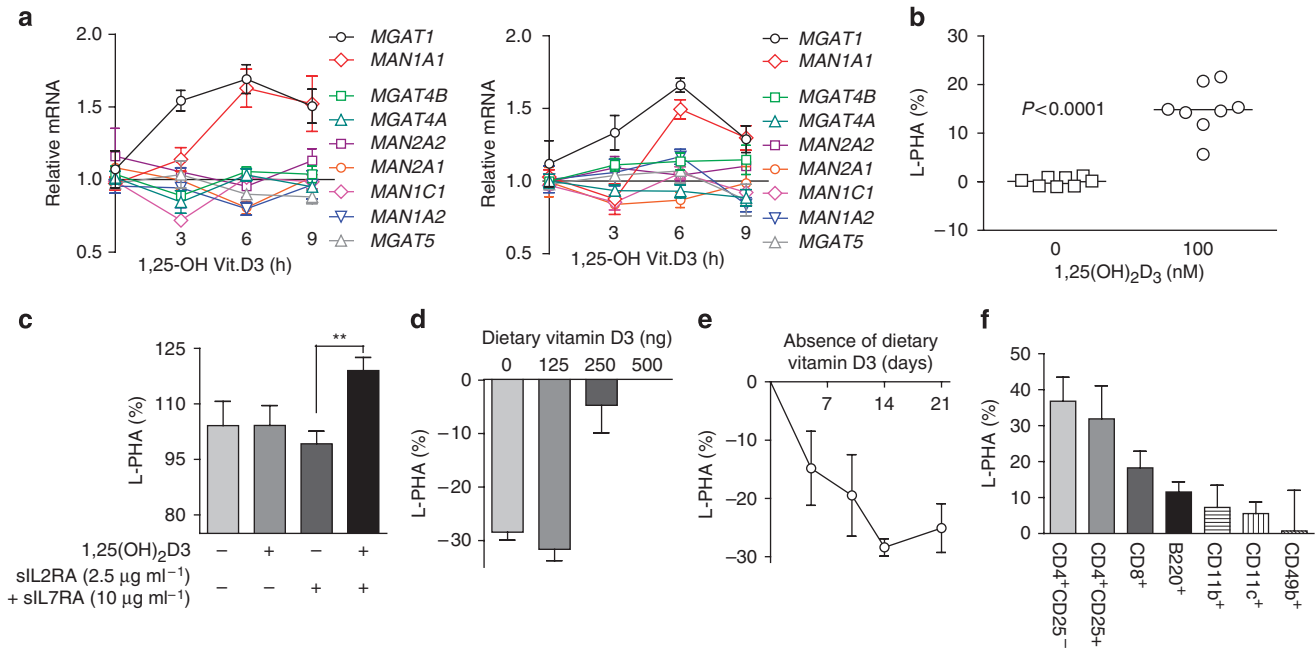 a
2.0
1.5
1.0
0.5
Relative mRNA
3 6 9
1,25-OH Vit.D3 (h)
MGAT1
MAN1A1
MGAT4B
MGAT4A
MAN2A2
MAN2A1
MAN1C1
MAN1A2
MGAT5
2.0
1.5
1.0
0.5
Relative mRNA
3 6 9
1,25-OH Vit.D3 (h)
MGAT1
MAN1A1
MGAT4B
MGAT4A
MAN2A2
MAN2A1
MAN1C1
MAN1A2
MGAT5
b
30
20
10
0
−10
L-PHA (%)
P<0.0001
0 100
1,25(OH)₂D₃ (nM)
c
125
110
95
80
L-PHA (%)
**
1,25(OH)₂D3 − + − +
sIL2RA (2.5 μg ml⁻¹)
+ sIL7RA (10 μg ml⁻¹) − − + +
d
Dietary vitamin D3 (ng)
0 125 250 500
0
−10
−20
−30
L-PHA (%)
e
Absence of dietary
vitamin D3 (days)
7 14 21
0
−10
−20
−30
L-PHA (%)
f
50
40
30
20
10
0
L-PHA (%)
CD4⁺CD25−
CD4⁺CD25+
CD8⁺
B220⁺
CD11b⁺
CD11c⁺
CD49b⁺